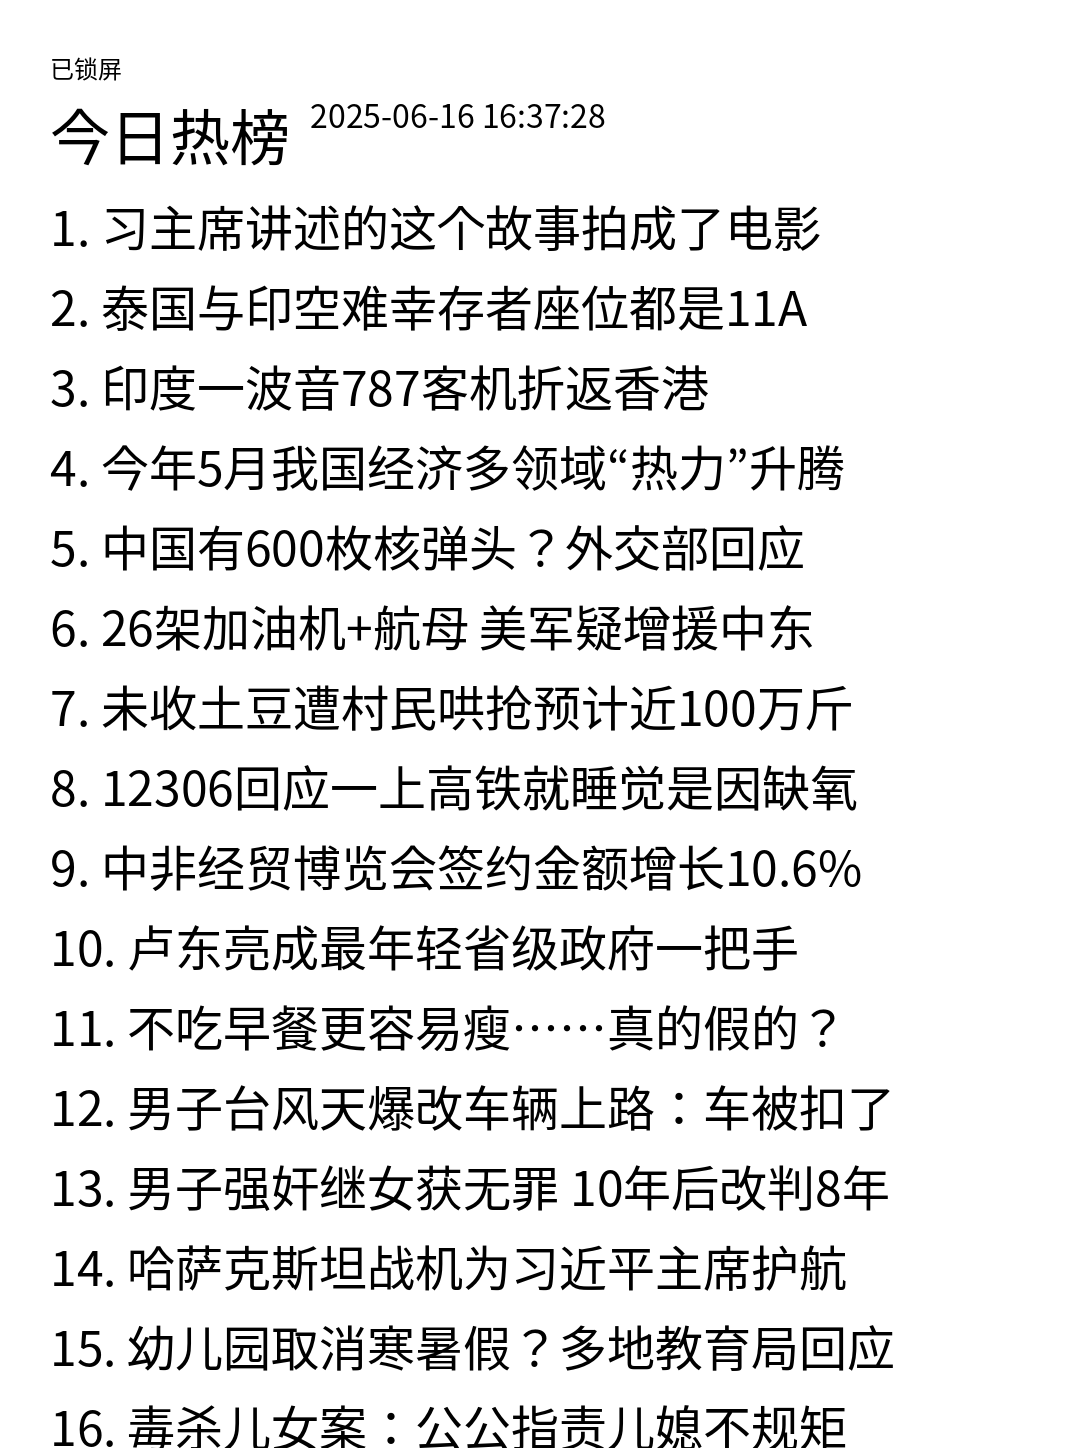 已锁屏
今日热榜 2025-06-16 16:37:28
1. 习主席讲述的这个故事拍成了电影
2. 泰国与印空难幸存者座位都是11A
3. 印度一波音787客机折返香港
4. 今年5月我国经济多领域“热力”升腾
5. 中国有600枚核弹头？外交部回应
6. 26架加油机+航母 美军疑增援中东
7. 未收土豆遭村民哄抢预计近100万斤
8. 12306回应一上高铁就睡觉是因缺氧
9. 中非经贸博览会签约金额增长10.6%
10. 卢东亮成最年轻省级政府一把手
11. 不吃早餐更容易瘦……真的假的？
12. 男子台风天爆改车辆上路：车被扣了
13. 男子强奸继女获无罪 10年后改判8年
14. 哈萨克斯坦战机为习近平主席护航
15. 幼儿园取消寒暑假？多地教育局回应
16. 毒杀儿女案：公公指责儿媳不规矩